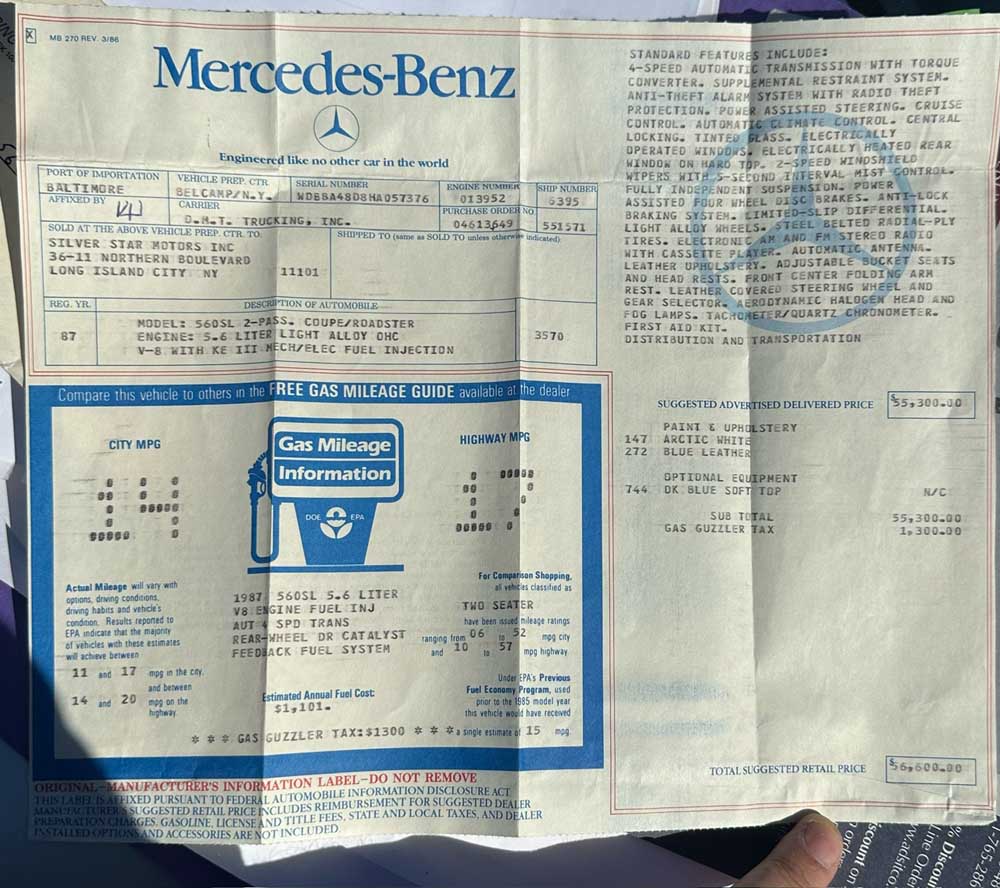 X
MB 270 REV. 3/86
Mercedes-Benz
Engineered like no other car in the world
PORT OF IMPORTATION
BALTIMORE
VEHICLE PREP. CTR.
BELCAMP/N.Y.
SERIAL NUMBER
WDBBA48D8HA057376
ENGINE NUMBER
013952
SHIP NUMBER
6395
AFFIXED BY
CARRIER
D.M.T. TRUCKING, INC.
PURCHASE ORDER NO.
04613649
551571
SOLD AT THE ABOVE VEHICLE PREP. CTR. TO:
SHIPPED TO (same as SOLD TO unless otherwise indicated)
SILVER STAR MOTORS INC
36-11 NORTHERN BOULEVARD
LONG ISLAND CITY NY 11101
REG. YR.
DESCRIPTION OF AUTOMOBILE
87
MODEL: 560SL 2-PASS. COUPE/ROADSTER
ENGINE: 5.6 LITER LIGHT ALLOY OHC
V-8 WITH KE III MECH/ELEC FUEL INJECTION
3570
Compare this vehicle to others in the FREE GAS MILEAGE GUIDE available at the dealer
CITY MPG
14
Gas Mileage
Information
DOE EPA
HIGHWAY MPG
17
Actual Mileage will vary with
options, driving conditions,
driving habits and vehicle's
condition. Results reported to
EPA indicate that the majority
of vehicles with these estimates
will achieve between
11 and 17 mpg in the city.
and between
14 and 20 mpg on the
highway.
1987 560SL 5.6 LITER
V8 ENGINE FUEL INJ
AUT 4 SPD TRANS
REAR-WHEEL DR CATALYST
FEEDBACK FUEL SYSTEM
Estimated Annual Fuel Cost:
$1,101.
For Comparison Shopping,
all vehicles classified as
TWO SEATER
have been issued mileage ratings
ranging from 06 to 52 mpg city
and 10 to 57 mpg highway.
Under EPA's Previous
Fuel Economy Program, used
prior to the 1985 model year
this vehicle would have received
a single estimate of 15 mpg.
* * * GAS GUZZLER TAX:$1300 * * *
ORIGINAL-MANUFACTURER'S INFORMATION LABEL-DO NOT REMOVE
THIS LABEL IS AFFIXED PURSUANT TO FEDERAL AUTOMOBILE INFORMATION DISCLOSURE ACT
MANUFACTURER'S SUGGESTED RETAIL PRICE INCLUDES REIMBURSEMENT FOR SUGGESTED DEALER
PREPARATION CHARGES. GASOLINE, LICENSE AND TITLE FEES, STATE AND LOCAL TAXES, AND DEALER
INSTALLED OPTIONS AND ACCESSORIES ARE NOT INCLUDED.
STANDARD FEATURES INCLUDE:
4-SPEED AUTOMATIC TRANSMISSION WITH TORQUE
CONVERTER. SUPPLEMENTAL RESTRAINT SYSTEM.
ANTI-THEFT ALARM SYSTEM WITH RADIO THEFT
PROTECTION. POWER ASSISTED STEERING. CRUISE
CONTROL. AUTOMATIC CLIMATE CONTROL. CENTRAL
LOCKING. TINTED GLASS. ELECTRICALLY
OPERATED WINDOWS. ELECTRICALLY HEATED REAR
WINDOW ON HARD TOP. 2-SPEED WINDSHIELD
WIPERS WITH 5-SECOND INTERVAL MIST CONTROL.
FULLY INDEPENDENT SUSPENSION. POWER
ASSISTED FOUR WHEEL DISC BRAKES. ANTI-LOCK
BRAKING SYSTEM. LIMITED-SLIP DIFFERENTIAL.
LIGHT ALLOY WHEELS. STEEL BELTED RADIAL-PLY
TIRES. ELECTRONIC AM AND FM STEREO RADIO
WITH CASSETTE PLAYER. AUTOMATIC ANTENNA.
LEATHER UPHOLSTERY. ADJUSTABLE BUCKET SEATS
AND HEAD RESTS. FRONT CENTER FOLDING ARM
REST. LEATHER COVERED STEERING WHEEL AND
GEAR SELECTOR. AERODYNAMIC HALOGEN HEAD AND
FOG LAMPS. TACHOMETER/QUARTZ CHRONOMETER.
FIRST AID KIT.
DISTRIBUTION AND TRANSPORTATION
SUGGESTED ADVERTISED DELIVERED PRICE $55,300.00
PAINT & UPHOLSTERY
147 ARCTIC WHITE
272 BLUE LEATHER
OPTIONAL EQUIPMENT
744 DK BLUE SOFT TOP N/C
SUB TOTAL 55,300.00
GAS GUZZLER TAX 1,300.00
TOTAL SUGGESTED RETAIL PRICE $56,600.00